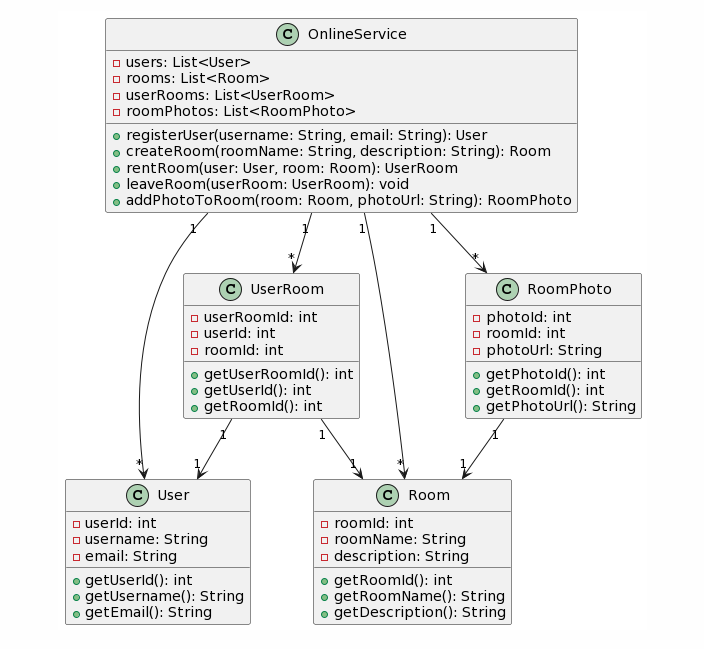 C OnlineService
users: List<User>
rooms: List<Room>
userRooms: List<UserRoom>
roomPhotos: List<RoomPhoto>
registerUser(username: String, email: String): User
createRoom(roomName: String, description: String): Room
rentRoom(user: User, room: Room): UserRoom
leaveRoom(userRoom: UserRoom): void
addPhotoToRoom(room: Room, photoUrl: String): RoomPhoto
1 1 1 1
* *
C UserRoom
userRoomId: int
userId: int
roomId: int
getUserRoomId(): int
getUserId(): int
getRoomId(): int
C RoomPhoto
photoId: int
roomId: int
photoUrl: String
getPhotoId(): int
getRoomId(): int
getPhotoUrl(): String
1 1 1
* 1 1 * 1
C User
userId: int
username: String
email: String
getUserId(): int
getUsername(): String
getEmail(): String
C Room
roomId: int
roomName: String
description: String
getRoomId(): int
getRoomName(): String
getDescription(): String